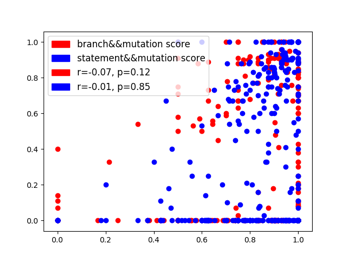 branch&&mutation score
statement&&mutation score
r=-0.07, p=0.12
r=-0.01, p=0.85
1.0
0.8
0.6
0.4
0.2
0.0
0.0 0.2 0.4 0.6 0.8 1.0